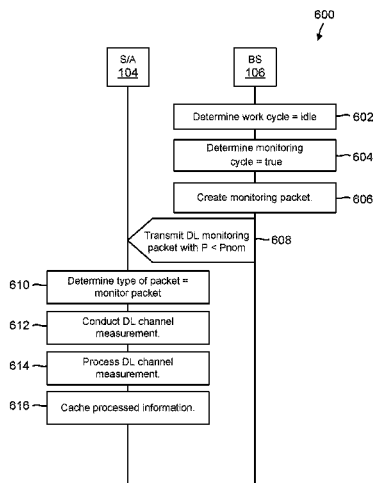 600
S/A
104
BS
106
Determine work cycle = idle
602
Determine monitoring
cycle = true
604
Create monitoring packet.
606
Transmit DL monitoring
packet with P < Pnom
608
610
Determine type of packet =
monitor packet
612
Conduct DL channel
measurement.
614
Process DL channel
measurement.
616
Cache processed information.